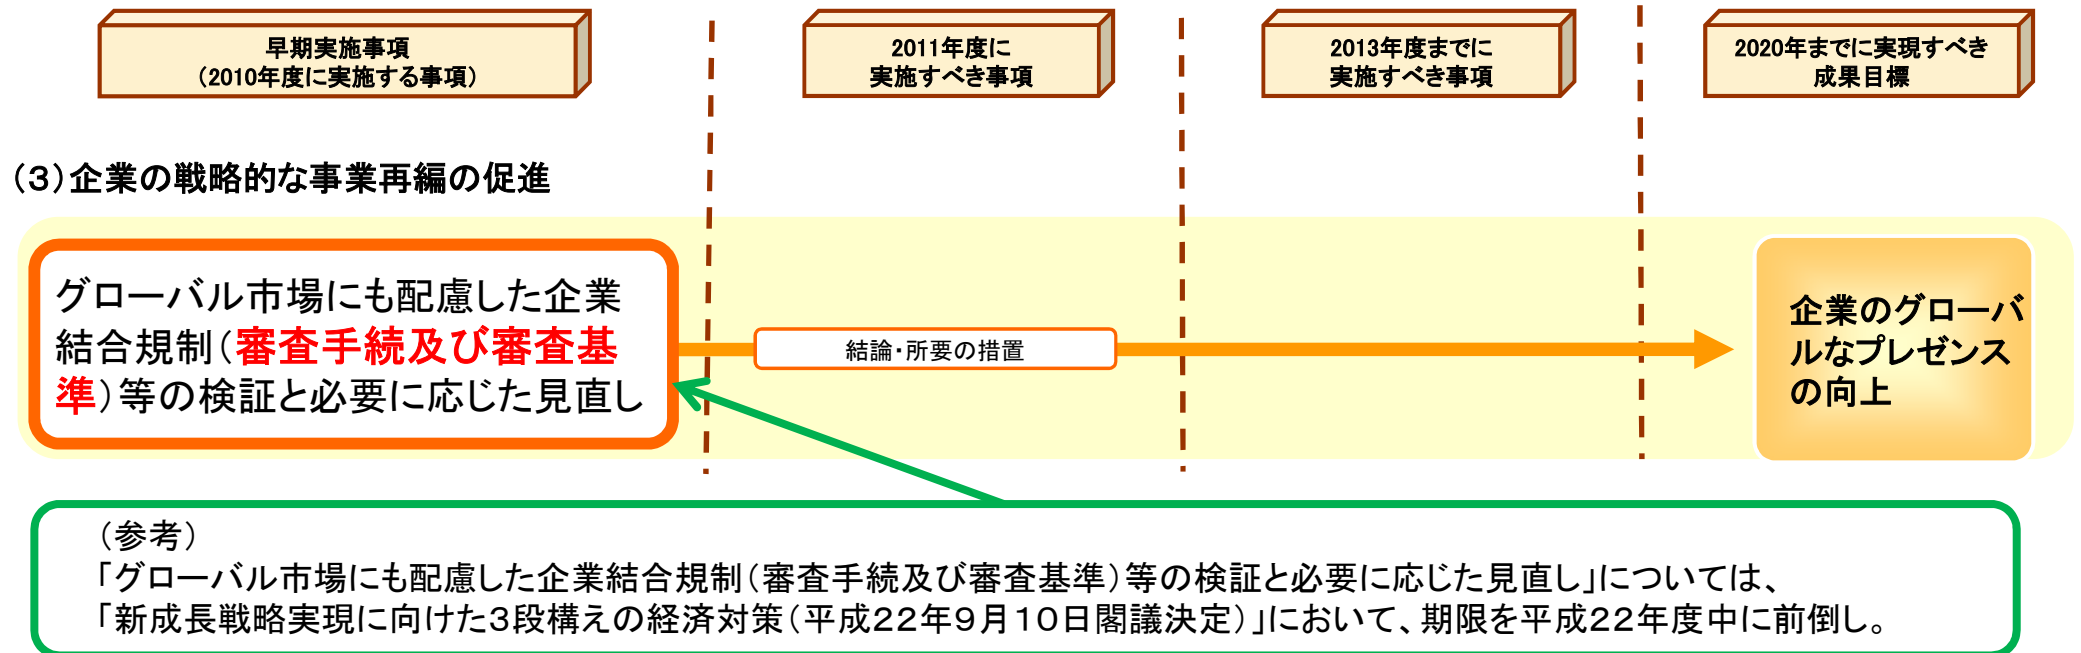 早期実施事項
（2010年度に実施する事項）
2011年度に
実施すべき事項
2013年度までに
実施すべき事項
2020年までに実現すべき
成果目標
（３）企業の戦略的な事業再編の促進
グローバル市場にも配慮した企業
結合規制（審査手続及び審査基
準）等の検証と必要に応じた見直し
結論・所要の措置
企業のグローバ
ルなプレゼンス
の向上
（参考）
「グローバル市場にも配慮した企業結合規制（審査手続及び審査基準）等の検証と必要に応じた見直し」については、
「新成長戦略実現に向けた３段構えの経済対策（平成２２年９月１０日閣議決定）」において、期限を平成２２年度中に前倒し。